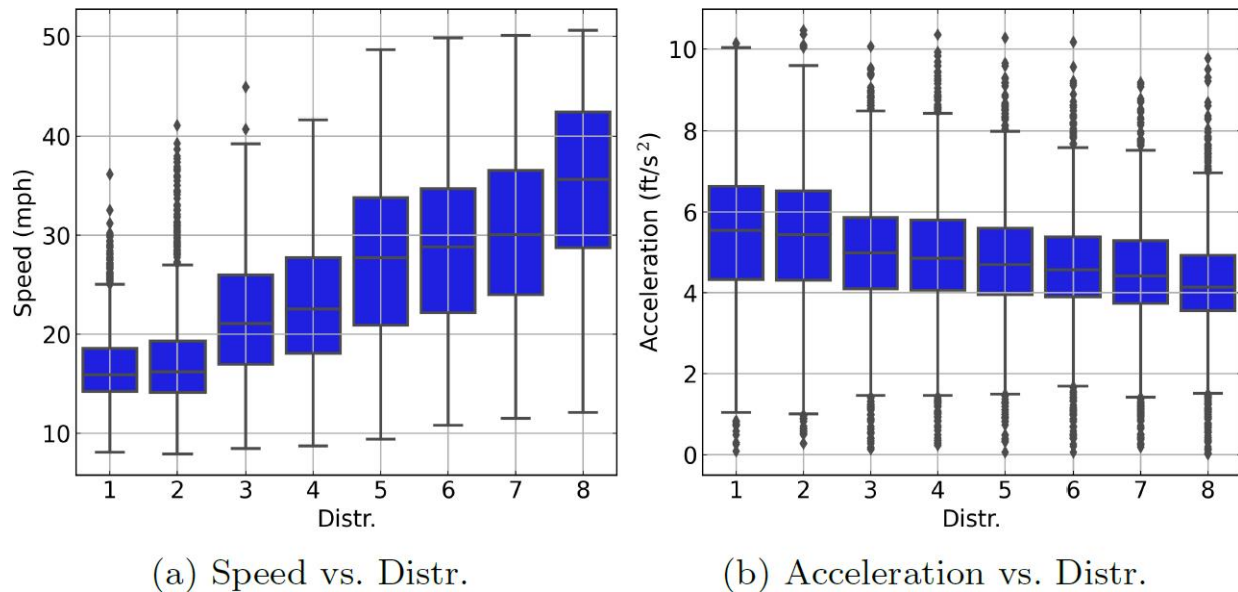 50
40
30
20
10
Speed (mph)
1 2 3 4 5 6 7 8
Distr.
(a) Speed vs. Distr.
10
8
6
4
2
0
Acceleration (ft/s²)
1 2 3 4 5 6 7 8
Distr.
(b) Acceleration vs. Distr.